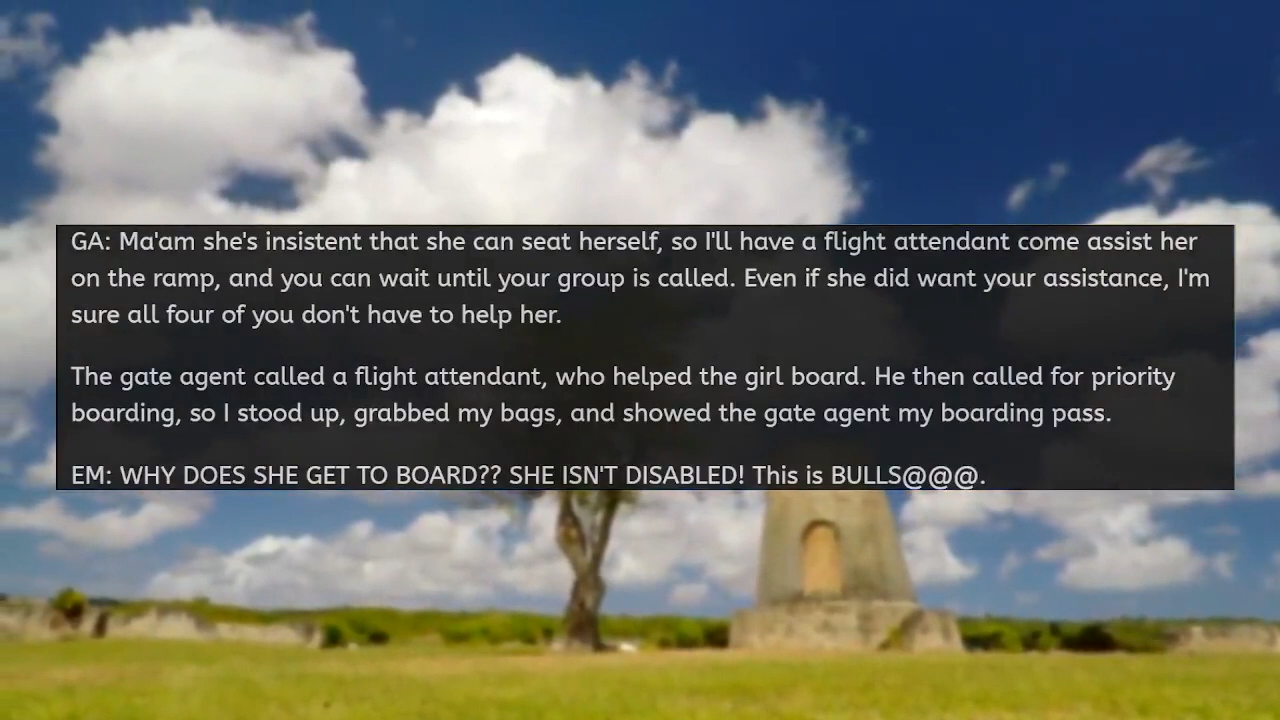 GA: Ma'am she's insistent that she can seat herself, so I'll have a flight attendant come assist her
on the ramp, and you can wait until your group is called. Even if she did want your assistance, I'm
sure all four of you don't have to help her.
The gate agent called a flight attendant, who helped the girl board. He then called for priority
boarding, so I stood up, grabbed my bags, and showed the gate agent my boarding pass.
EM: WHY DOES SHE GET TO BOARD?? SHE ISN'T DISABLED! This is BULLS@@@.